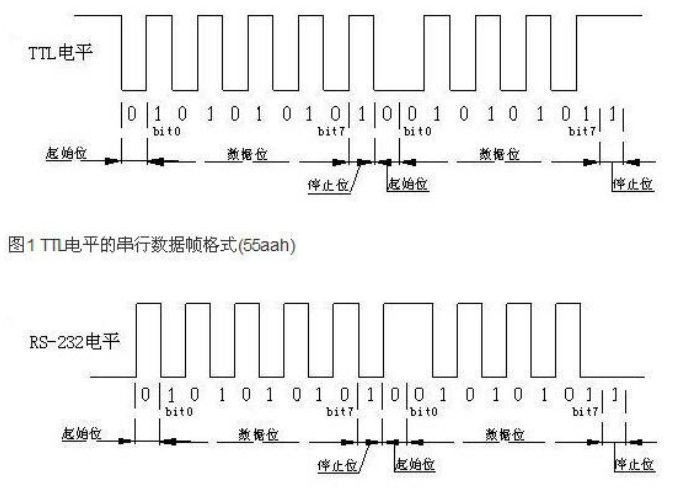 TTL电平
0 1 0 1 0 1 0 1 0 1 0 0 1 0 1 0 1 0 1 1
bit0 bit7 bit0 bit7
起始位 数据位 数据位
停止位 起始位 停止位
图1 TTL电平的串行数据帧格式(55aah)
RS-232电平
0 1 0 1 0 1 0 1 0 1 0 0 1 0 1 0 1 0 1 1
bit0 bit7 bit0 bit7
起始位 数据位 数据位
停止位 起始位 停止位